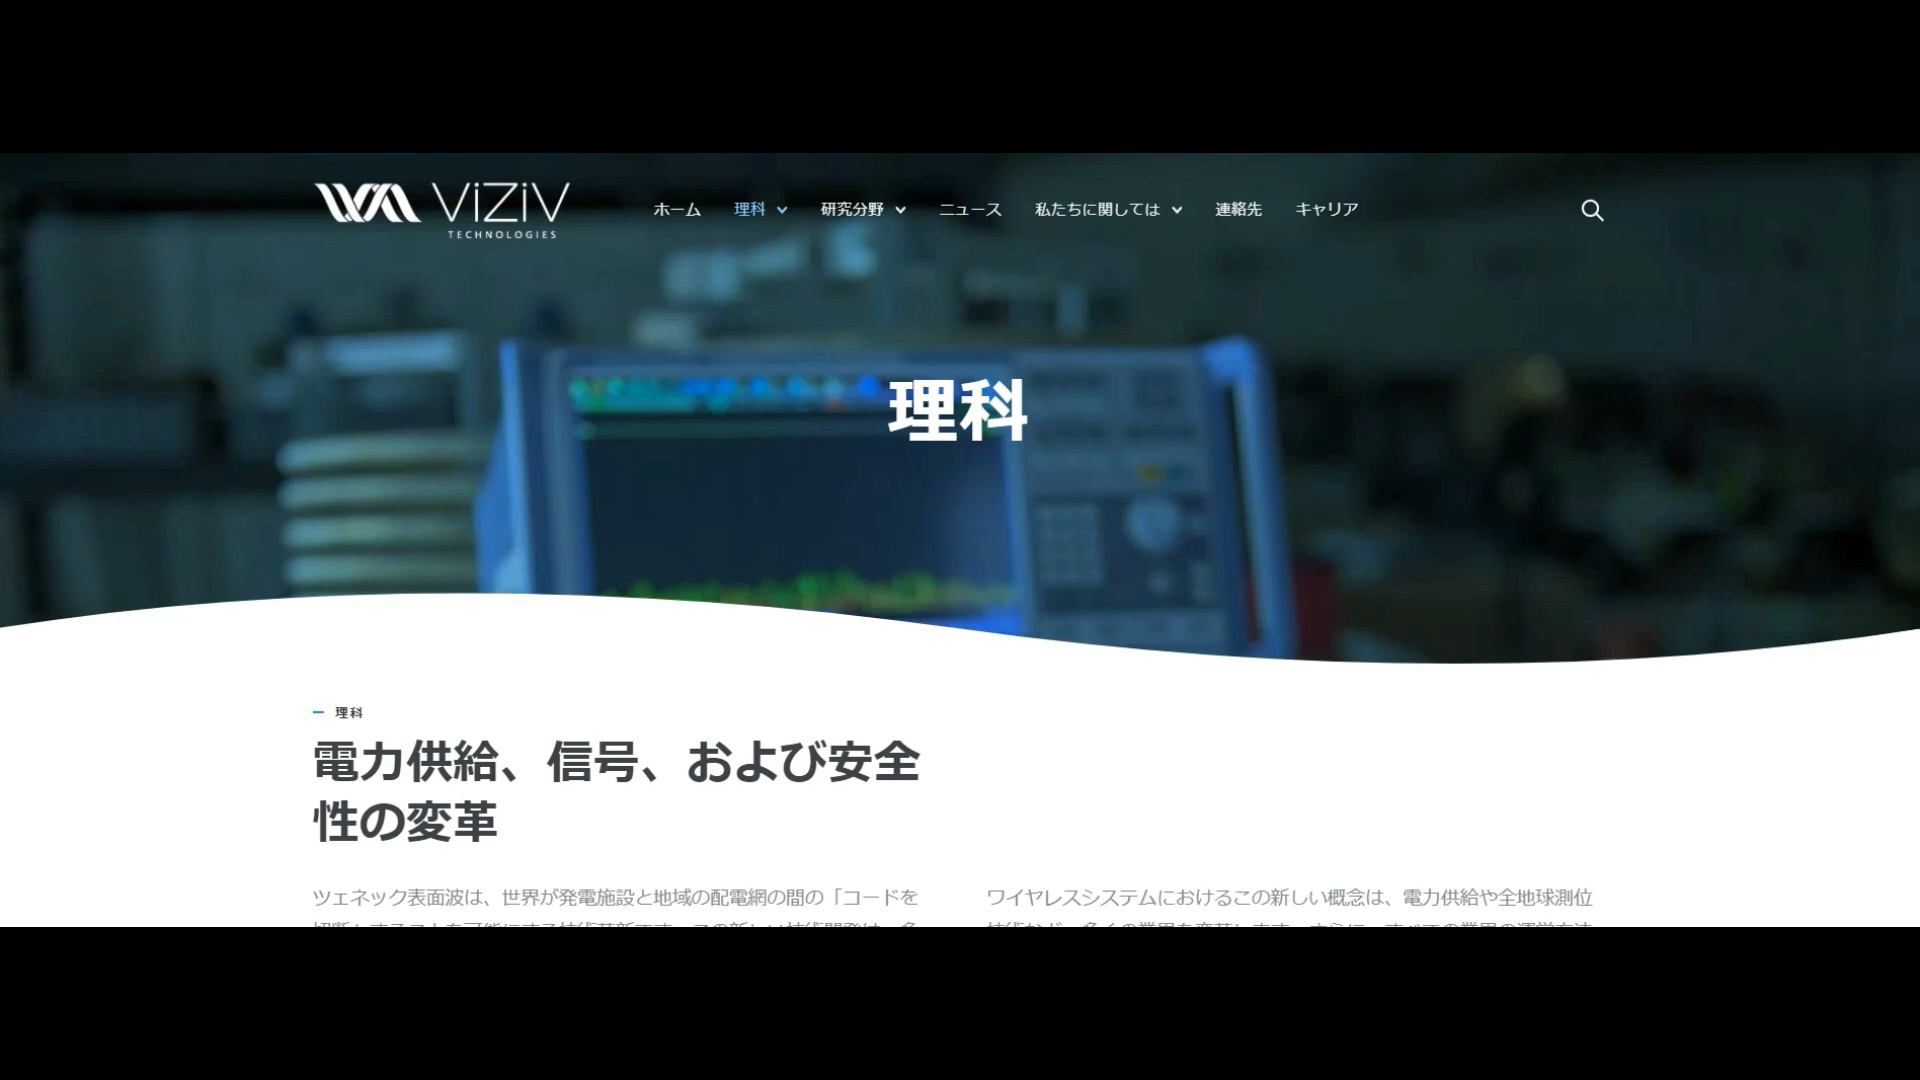 ViZiV
TECHNOLOGIES
ホーム 理科 研究分野 ニュース 私たちに関しては 連絡先 キャリア
理科
理科
電力供給、信号、および安全
性の変革
ツェネック表面波は、世界が発電施設と地域の配電網の間の「コードを
ワイヤレスシステムにおけるこの新しい概念は、電力供給や全地球測位